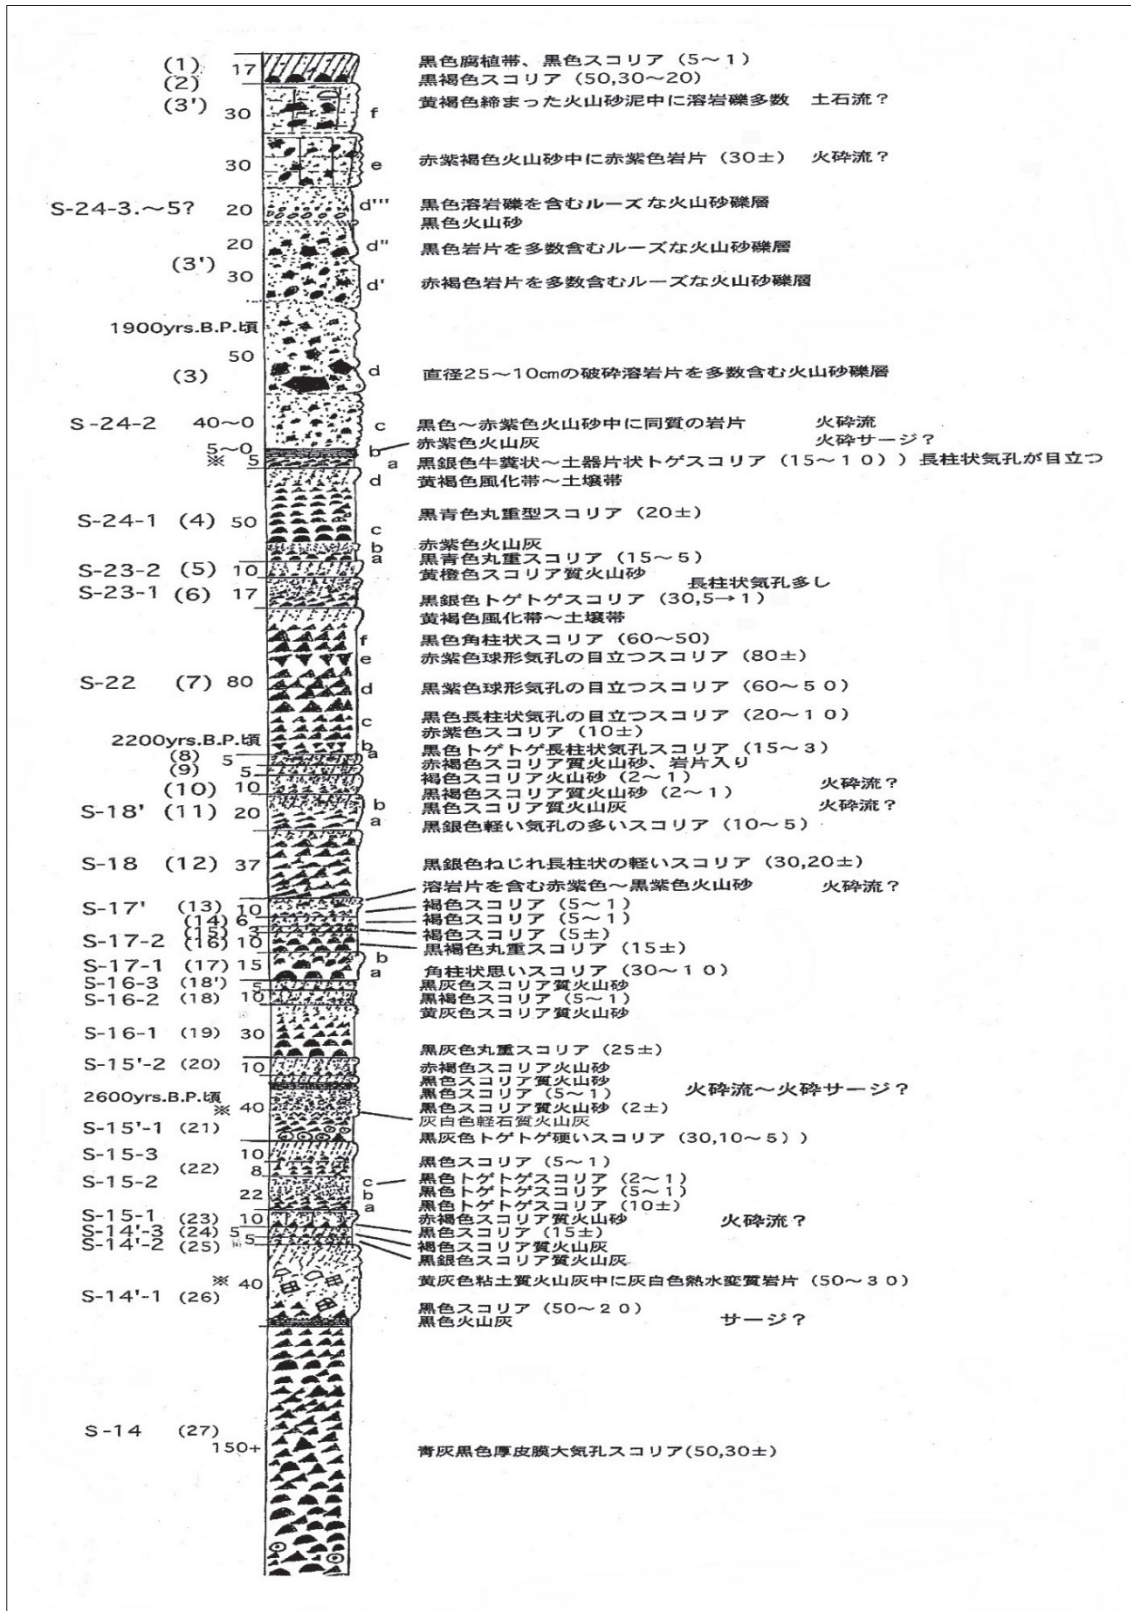 (1) 17 黒色腐植帯、黒色スコリア（5～1）
(2) 黒褐色スコリア（50,30～20）
(3') 30 f 黄褐色締まった火山砂泥中に溶岩礫多数 土石流？
30 e 赤紫褐色火山砂中に赤紫色岩片（30±） 火砕流？
S-24-3.～5? 20 d''' 黒色溶岩礫を含むルーズな火山砂礫層
黒色火山砂
20 d" 黒色岩片を多数含むルーズな火山砂礫層
(3') 30 d' 赤褐色岩片を多数含むルーズな火山砂礫層
1900yrs.B.P.頃
50
(3) d 直径25～10cmの破砕溶岩片を多数含む火山砂礫層
S-24-2 40～0 c 黒色～赤紫色火山砂中に同質の岩片 火砕流
5～0 b 赤紫色火山灰 火砕サージ？
※ 5 a 黒銀色牛糞状～土器片状トゲスコリア（15～10））長柱状気孔が目立つ
d 黄褐色風化帯～土壌帯
S-24-1 (4) 50 c 黒青色丸重型スコリア（20±）
b 赤紫色火山灰
a 黒青色丸重スコリア（15～5）
S-23-2 (5) 10 黄橙色スコリア質火山砂 長柱状気孔多し
S-23-1 (6) 17 黒銀色トゲトゲスコリア（30,5→1）
黄褐色風化帯～土壌帯
f 黒色角柱状スコリア（60～50）
e 赤紫色球形気孔の目立つスコリア（80±）
S-22 (7) 80 d 黒紫色球形気孔の目立つスコリア（60～50）
c 黒色長柱状気孔の目立つスコリア（20～10）
赤紫色スコリア（10±）
2200yrs.B.P.頃 b 黒色トゲトゲ長柱状気孔スコリア（15～3）
(8) 5 a 赤褐色スコリア質火山砂、岩片入り
(9) 5 褐色スコリア火山砂（2～1） 火砕流？
(10) 10 黒褐色スコリア質火山砂（2～1）
S-18' (11) 20 b 黒色スコリア質火山灰 火砕流？
a 黒銀色軽い気孔の多いスコリア（10～5）
S-18 (12) 37 黒銀色ねじれ長柱状の軽いスコリア（30,20±）
溶岩片を含む赤紫色～黒紫色火山砂 火砕流？
S-17' (13) 10 褐色スコリア（5～1）
(14) 6 褐色スコリア（5～1）
(15) 3 褐色スコリア（5±）
S-17-2 (16) 10 黒褐色丸重スコリア（15±）
S-17-1 (17) 15 b
a 角柱状思いスコリア（30～10）
S-16-3 (18') 5 黒灰色スコリア質火山砂
S-16-2 (18) 10 黒褐色スコリア（5～1）
黄灰色スコリア質火山砂
S-16-1 (19) 30
黒灰色丸重スコリア（25±）
S-15'-2 (20) 10 赤褐色スコリア火山砂
黒色スコリア質火山砂
2600yrs.B.P.頃 黒色スコリア（5～1） 火砕流～火砕サージ？
※ 40 黒色スコリア質火山砂（2±）
灰白色軽石質火山灰
S-15'-1 (21) 黒灰色トゲトゲ硬いスコリア（30,10～5））
S-15-3 10
(22) 8 黒色スコリア（5～1）
S-15-2 c 黒色トゲトゲスコリア（2～1）
22 b 黒色トゲトゲスコリア（5～1）
a 黒色トゲトゲスコリア（10±）
S-15-1 (23) 10 赤褐色スコリア質火山砂 火砕流？
S-14'-3 (24) 5 黒色スコリア（15±）
S-14'-2 (25) 5 褐色スコリア質火山灰
黒銀色スコリア質火山灰
※ 40 黄灰色粘土質火山灰中に灰白色熱水変質岩片（50～30）
S-14'-1 (26)
黒色スコリア（50～20）
黒色火山灰 サージ？
S-14 (27)
150+ 青灰黒色厚皮膜大気孔スコリア(50,30±）